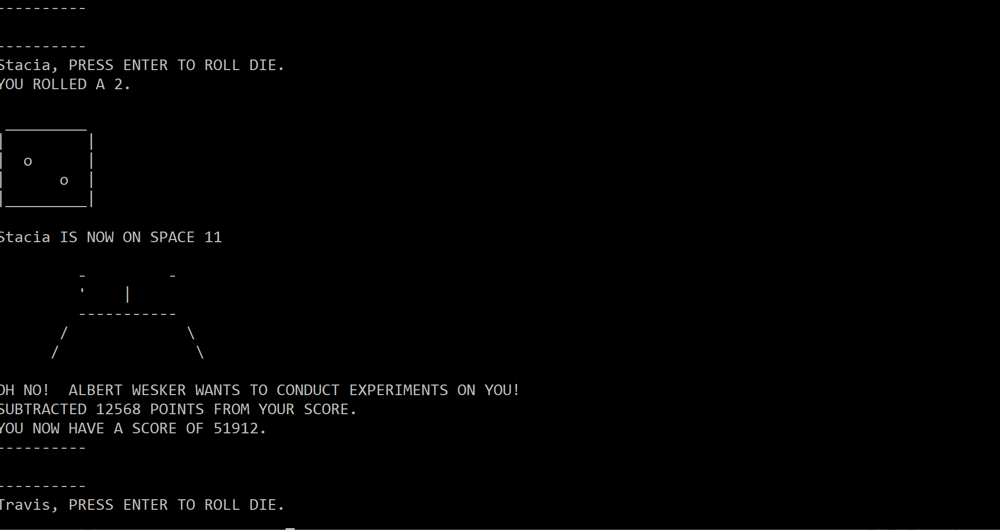 ----------
----------
Stacia, PRESS ENTER TO ROLL DIE.
YOU ROLLED A 2.
 _________
|         |
|  o      |
|      o  |
|_________|
Stacia IS NOW ON SPACE 11
         -         -
         '    |
         -----------
       /             \
      /               \
OH NO!  ALBERT WESKER WANTS TO CONDUCT EXPERIMENTS ON YOU!
SUBTRACTED 12568 POINTS FROM YOUR SCORE.
YOU NOW HAVE A SCORE OF 51912.
----------
----------
Travis, PRESS ENTER TO ROLL DIE.